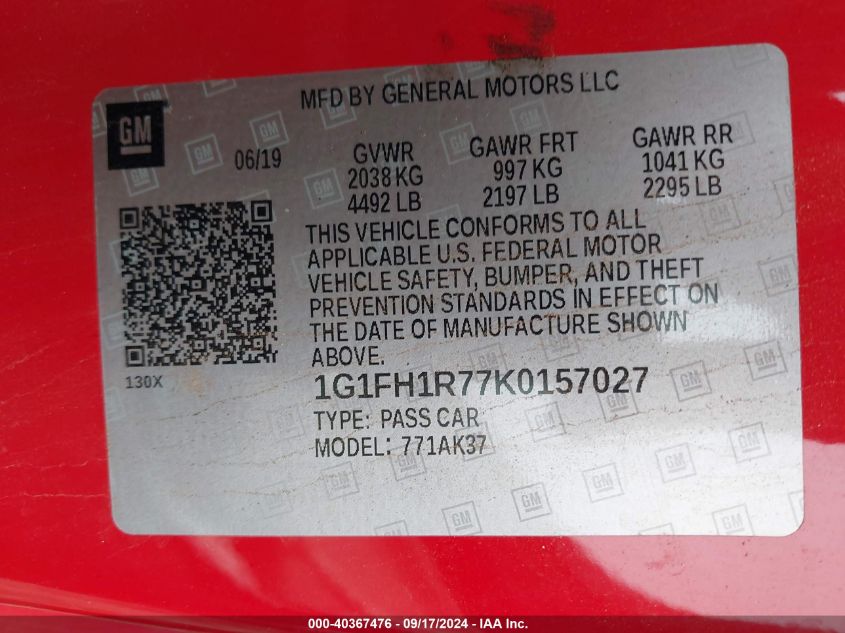 MFD BY GENERAL MOTORS LLC
GM
06/19
GVWR
2038 KG
4492 LB
GAWR FRT
997 KG
2197 LB
GAWR RR
1041 KG
2295 LB
THIS VEHICLE CONFORMS TO ALL
APPLICABLE U.S. FEDERAL MOTOR
VEHICLE SAFETY, BUMPER, AND THEFT
PREVENTION STANDARDS IN EFFECT ON
THE DATE OF MANUFACTURE SHOWN
ABOVE.
130X
1G1FH1R77K0157027
TYPE: PASS CAR
MODEL: 771AK37
000-40367476 - 09/17/2024 - IAA Inc.